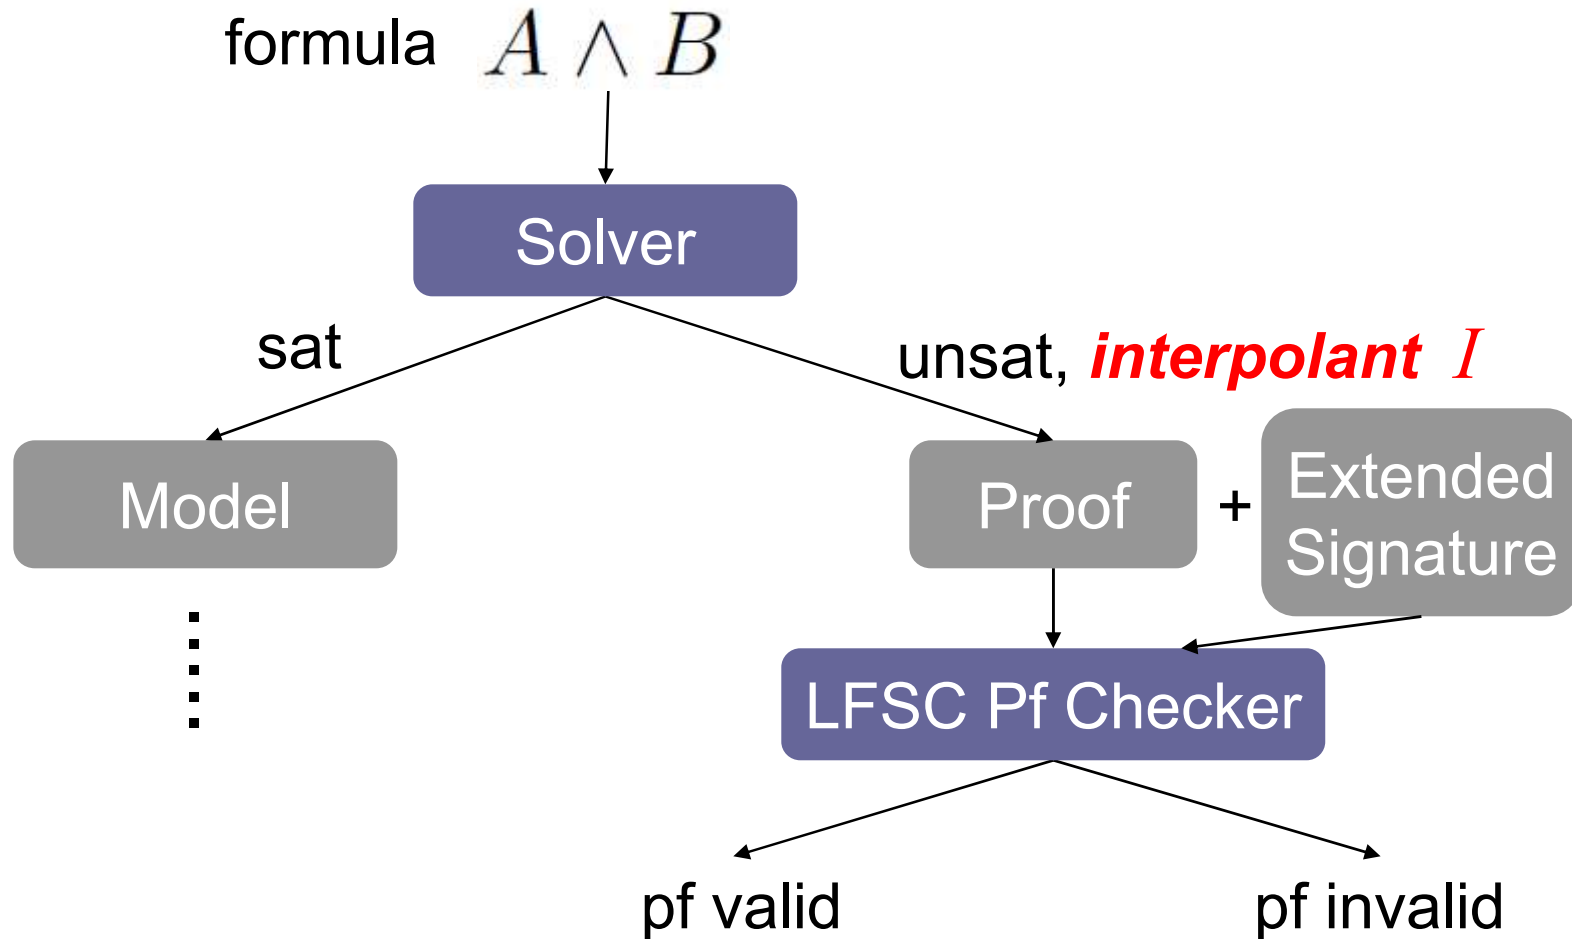 formula A ∧ B
Solver
sat
unsat, interpolant I
Model
Proof
+
Extended
Signature
LFSC Pf Checker
pf valid
pf invalid